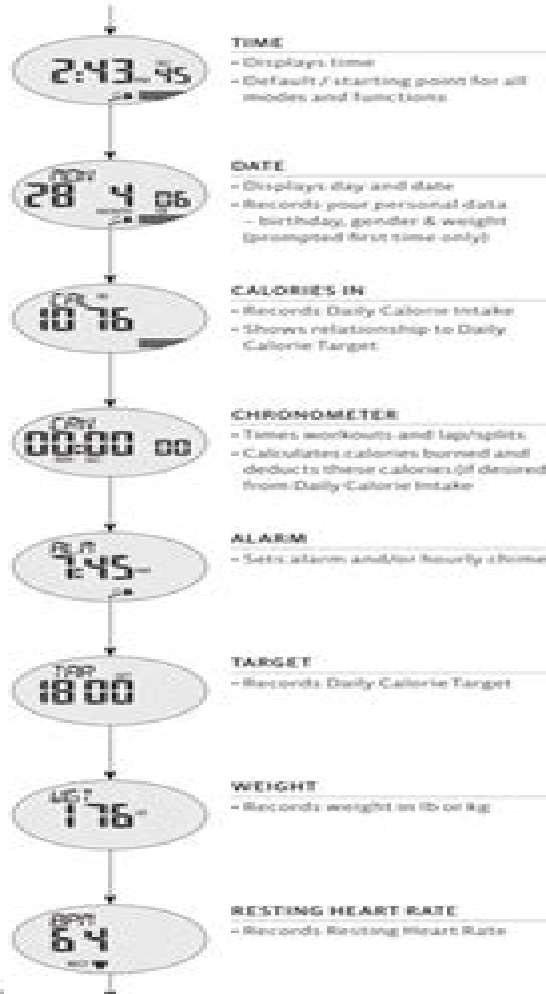 2:43 45
TIME
- Displays time
- Default / starting point for all
modes and functions
MON
28 4 06
DATE
- Displays day and date
- Records your personal data
- birthday, gender & weight
(prompted first time only)
CAL
1076
CALORIES IN
- Records Daily Calorie Intake
- Shows relationship to Daily
Calorie Target
CRN
00:00 00
CHRONOMETER
- Times workouts and lap/splits
- Calculates calories burned and
deducts these calories (if desired
from Daily Calorie Intake
ALM
7:45
ALARM
- Sets alarm and/or hourly chime
TAR
1800
TARGET
- Records Daily Calorie Target
WGT
176
WEIGHT
- Records weight in lb or kg
BPM
64
RESTING HEART RATE
- Records Resting Heart Rate